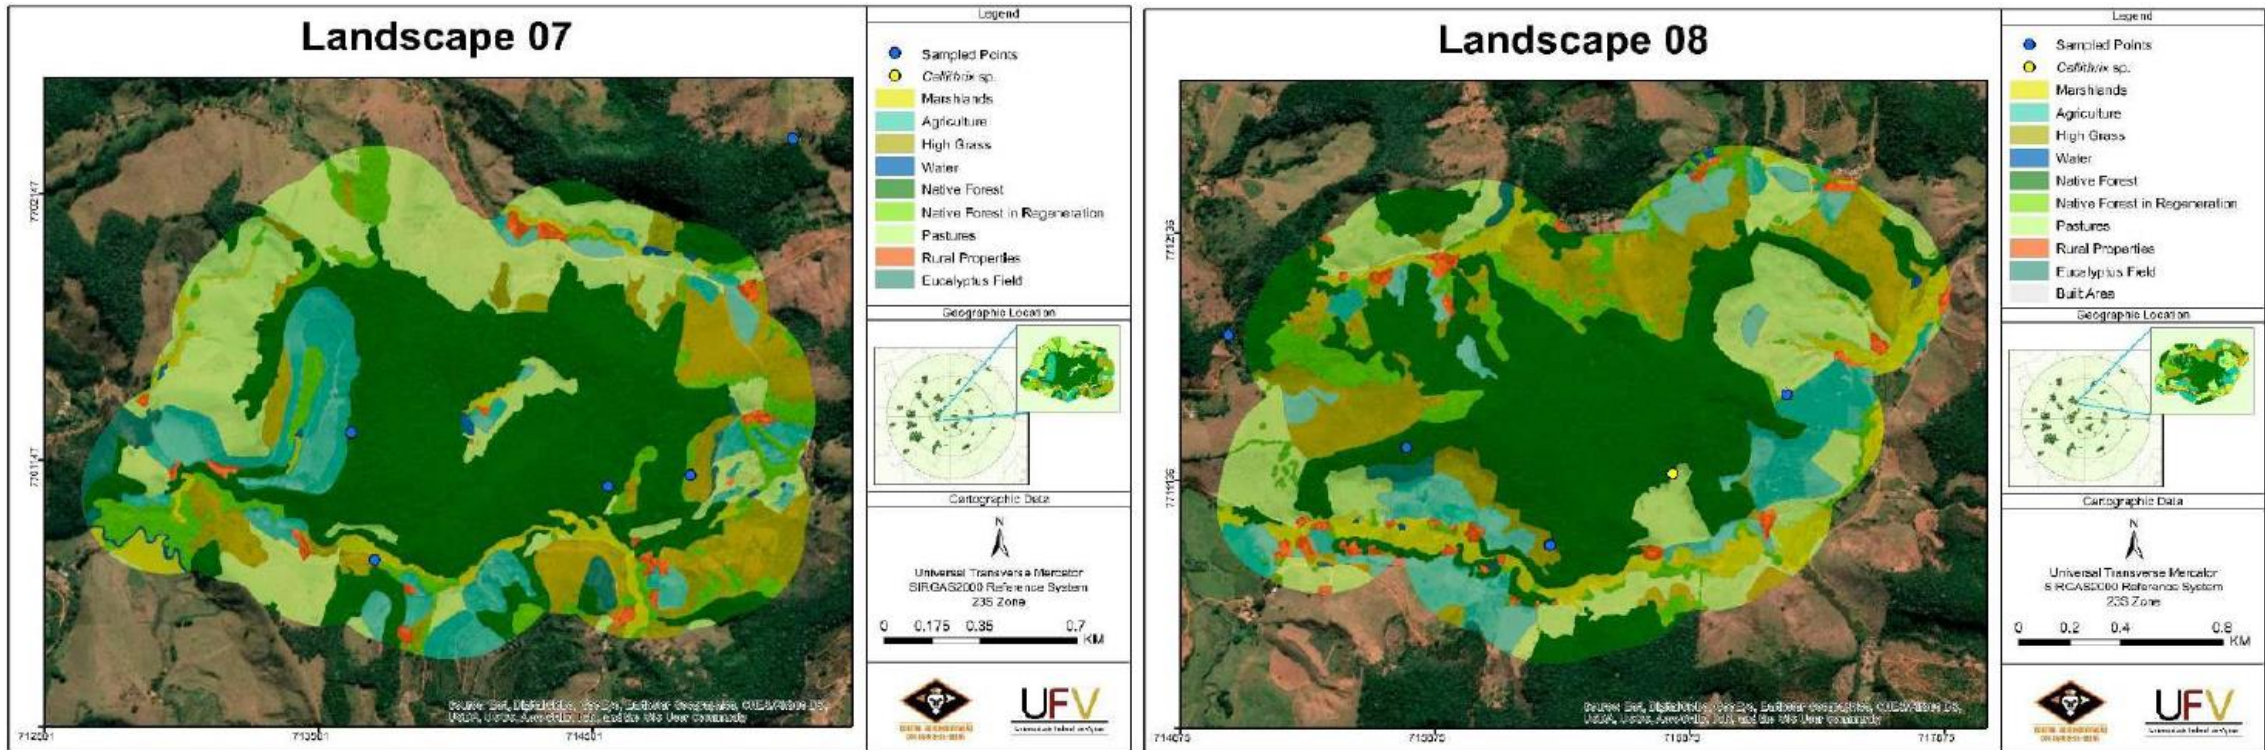 Landscape 07
Legend
Sampled Points
Callithrix sp.
Marshlands
Agriculture
High Grass
Water
Native Forest
Native Forest in Regeneration
Pastures
Rural Properties
Eucalyptus Field
Geographic Location
Cartographic Data
N
Universal Transverse Mercator
SIRGAS2000 Reference System
23S Zone
0 0.175 0.35 0.7
KM
UFV
7702147
7701147
713501
Landscape 08
Legend
Sampled Points
Callithrix sp.
Marshlands
Agriculture
High Grass
Water
Native Forest
Native Forest in Regeneration
Pastures
Rural Properties
Eucalyptus Field
Built Area
Geographic Location
Cartographic Data
N
Universal Transverse Mercator
SIRGAS2000 Reference System
23S Zone
0 0.2 0.4 0.8
KM
UFV